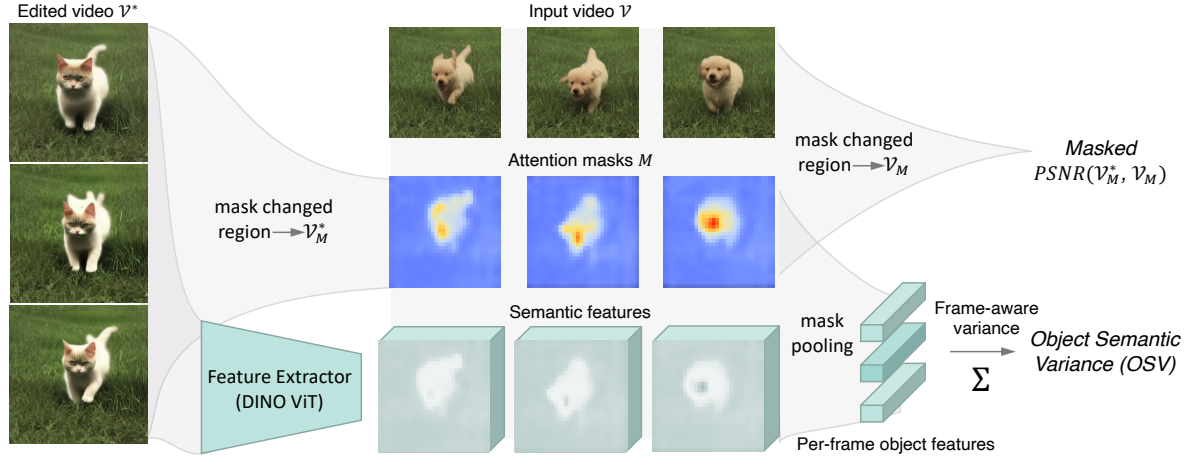 Edited video 𝒱*
Input video 𝒱
Attention masks M
mask changed
region→𝒱*_M
mask changed
region→𝒱_M
Masked
PSNR(𝒱*_M, 𝒱_M)
Semantic features
Feature Extractor
(DINO ViT)
mask
pooling
Frame-aware
variance
Σ
Object Semantic
Variance (OSV)
Per-frame object features